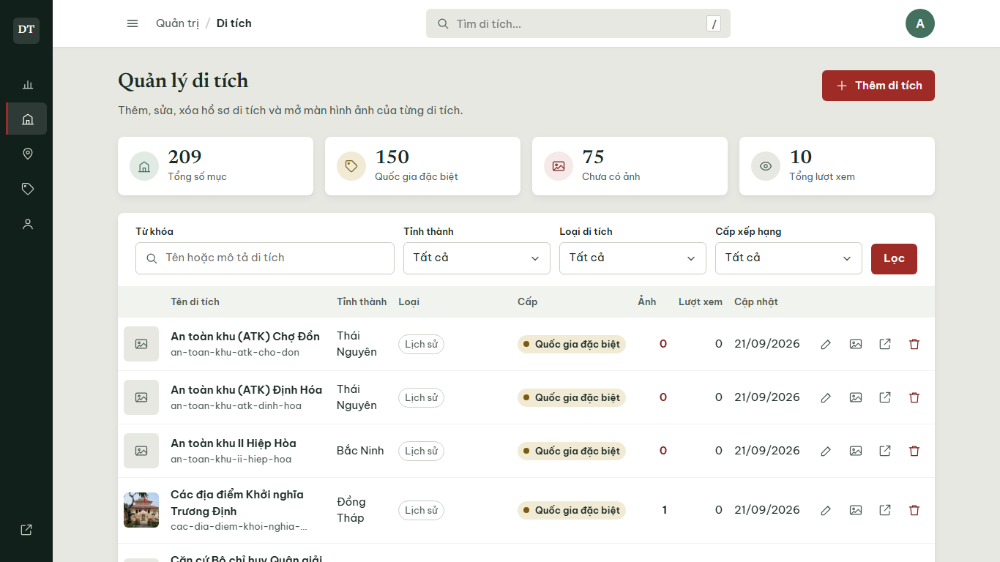 DT
Quản trị / Di tích
Tìm di tích...
/
A
Quản lý di tích
Thêm di tích
Thêm, sửa, xóa hồ sơ di tích và mở màn hình ảnh của từng di tích.
209
Tổng số mục
150
Quốc gia đặc biệt
75
Chưa có ảnh
10
Tổng lượt xem
Từ khóa
Tỉnh thành
Loại di tích
Cấp xếp hạng
Tên hoặc mô tả di tích
Tất cả
Tất cả
Tất cả
Lọc
Tên di tích
Tỉnh thành
Loại
Cấp
Ảnh
Lượt xem
Cập nhật
An toàn khu (ATK) Chợ Đồn
an-toan-khu-atk-cho-don
Thái
Nguyên
Lịch sử
Quốc gia đặc biệt
0
0
21/09/2026
An toàn khu (ATK) Định Hóa
an-toan-khu-atk-dinh-hoa
Thái
Nguyên
Lịch sử
Quốc gia đặc biệt
0
0
21/09/2026
An toàn khu II Hiệp Hòa
an-toan-khu-ii-hiep-hoa
Bắc Ninh
Lịch sử
Quốc gia đặc biệt
0
0
21/09/2026
Các địa điểm Khởi nghĩa
Trương Định
cac-dia-diem-khoi-nghia-...
Đồng
Tháp
Lịch sử
Quốc gia đặc biệt
1
0
21/09/2026
Căn cứ Bộ chỉ huy Quân giải